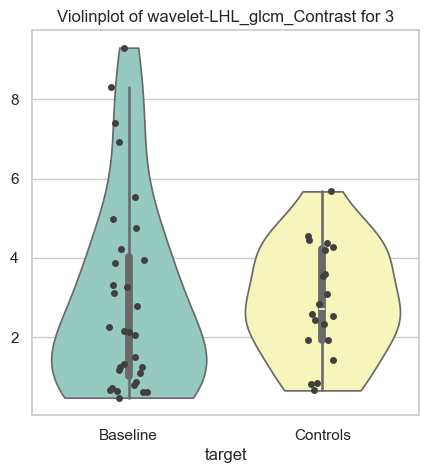 Violinplot of wavelet-LHL_glcm_Contrast for 3
8
6
4
2
Baseline
Controls
target